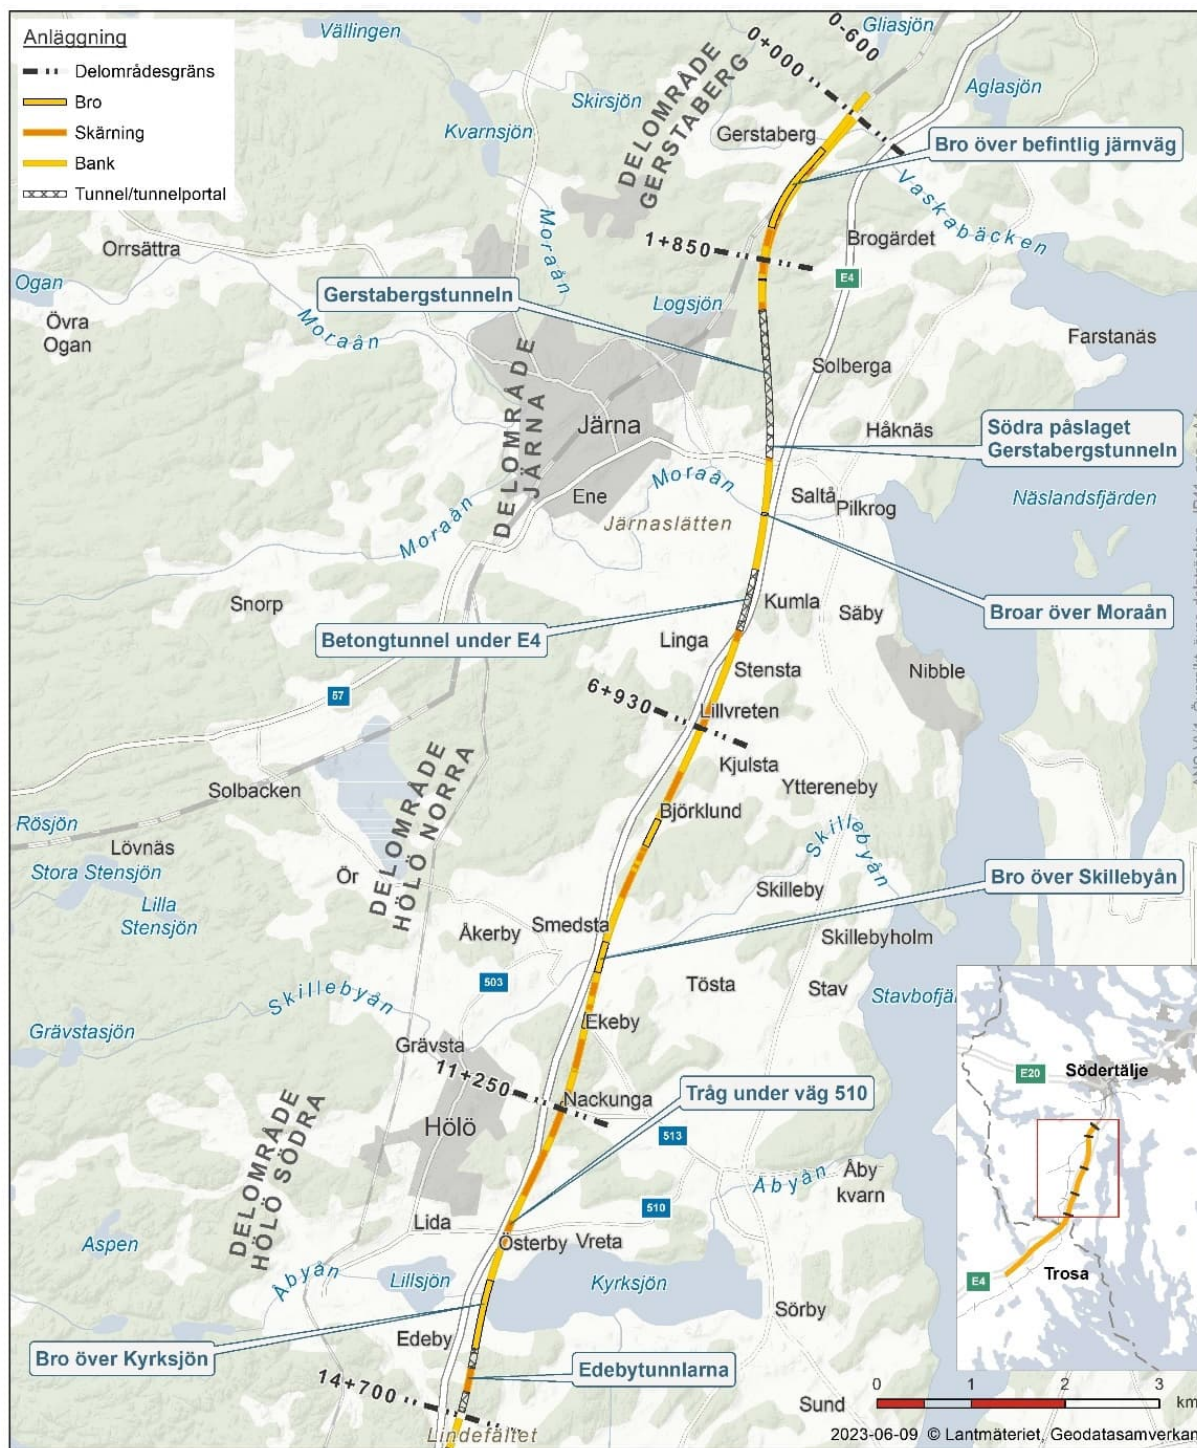 Anläggning
Delområdesgräns
Bro
Skärning
Bank
Tunnel/tunnelportal
Vällingen
Gliasjön
0-600
0+000
Skirsjön
Aglasjön
Kvarnsjön
DELOMRÅDE
GERSTABERG
Gerstaberg
Bro över befintlig järnväg
Vaskabäcken
Moraån
1+850
Brogärdet
Orrsättra
E4
Ogan
Gerstabergstunneln
Logsjön
Övra
Ogan
Moraån
Farstanäs
Solberga
DELOMRÅDE
JÄRNA
Järna
Håknäs
Södra påslaget
Gerstabergstunneln
Moraån
Ene
Saltå
Pilkrog
Näslandsfjärden
Moraån
Järnaslätten
Snorp
Kumla
Säby
Broar över Moraån
Betongtunnel under E4
Linga
Stensta
Nibble
57
6+930
Lillvreten
Kjulsta
Yttereneby
DELOMRÅDE
HÖLÖ NORRA
Solbacken
Björklund
Rösjön
Lövnäs
Skillebyån
Stora Stensjön
Ör
Bro över Skillebyån
Lilla
Stensjön
Skilleby
Smedsta
Åkerby
Skillebyholm
503
Tösta
Stav
Skillebyån
Grävstasjön
Ekeby
Grävsta
11+250
Tråg under väg 510
Södertälje
E20
DELOMRÅDE
HÖLÖ SÖDRA
Nackunga
Hölö
513
Åbyån
Åby
kvarn
510
Lida
Österby
Vreta
Aspen
Åbyån
Lillsjön
Kyrksjön
E4
Trosa
Sörby
Edeby
Bro över Kyrksjön
Edebytunnlarna
14+700
Sund
0 1 2 3
km
Lindefältet
2023-06-09 © Lantmäteriet, Geodatasamverkan